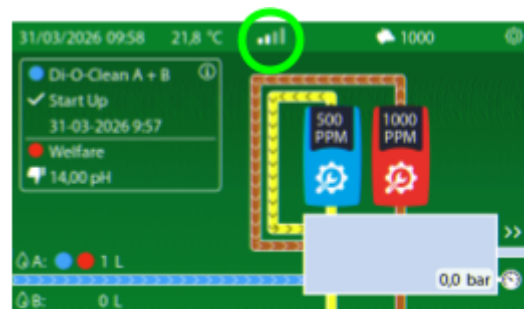 31/03/2026 09:58 21,8 °C 1000
Di-O-Clean A + B
Start Up
31-03-2026 9:57
Welfare
14,00 pH
500 PPM
1000 PPM
>>
0,0 bar
A: 1 L
B: 0 L